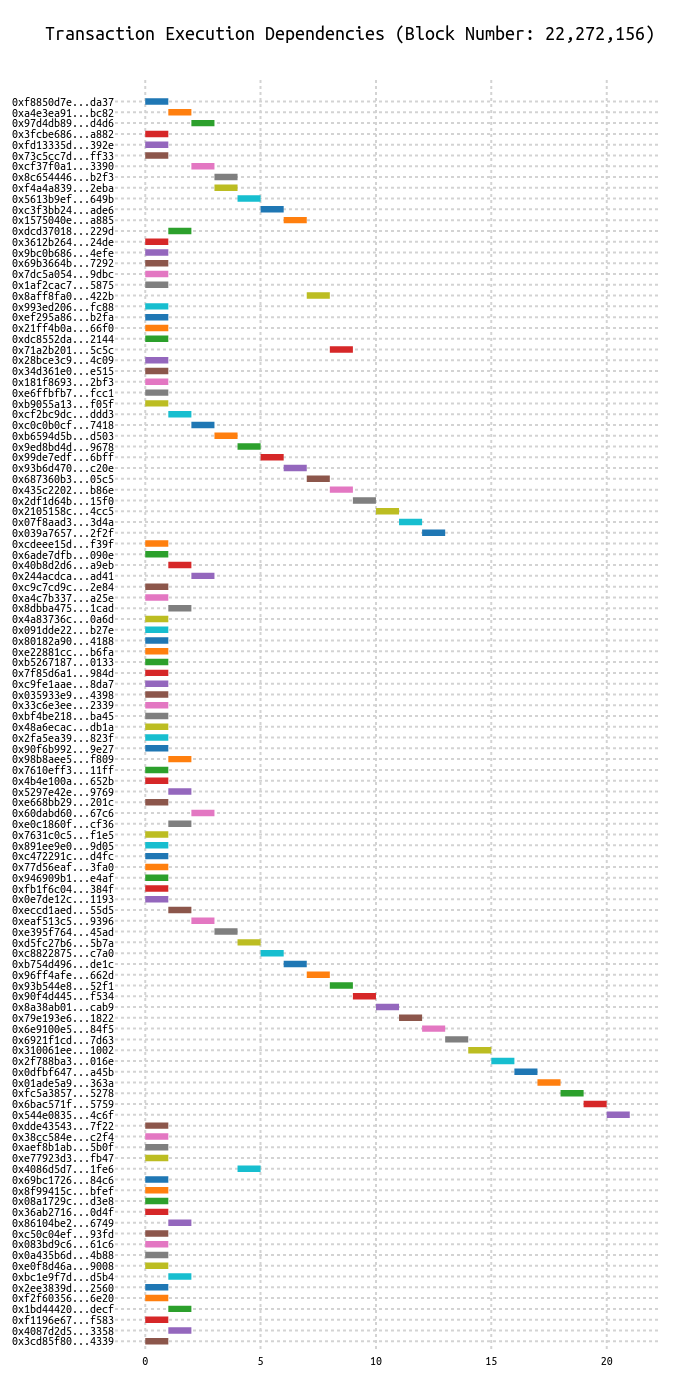 Transaction Execution Dependencies (Block Number: 22,272,156)
0xf8850d7e...da37
0xa4e3ea91...bc82
0x97d4db89...d4d6
0x3fcbe686...a882
0xfd13335d...392e
0x73c5cc7d...ff33
0xcf37f0a1...3390
0x8c654446...b2f3
0xf4a4a839...2eba
0x5613b9ef...649b
0xc3f3bb24...ade6
0x1575040e...a885
0xdcd37018...229d
0x3612b264...24de
0x9bc0b686...4efe
0x69b3664b...7292
0x7dc5a054...9dbc
0x1af2cac7...5875
0x8aff8fa0...422b
0x993ed206...fc88
0xef295a86...b2fa
0x21ff4b0a...66f0
0xdc8552da...2144
0x71a2b201...5c5c
0x28bce3c9...4c09
0x34d361e0...e515
0x181f8693...2bf3
0xe6ffbfb7...fcc1
0xb9055a13...f05f
0xcf2bc9dc...ddd3
0xc0c0b0cf...7418
0xb6594d5b...d503
0x9ed8bd4d...9678
0x99de7edf...6bff
0x93b6d470...c20e
0x687360b3...05c5
0x435c2202...b86e
0x2df1d64b...15f0
0x2105158c...4cc5
0x07f8aad3...3d4a
0x039a7657...2f2f
0xcdeee15d...f39f
0x6ade7dfb...090e
0x40b8d2d6...a9eb
0x244acdca...ad41
0xc9c7cd9c...2e84
0xa4c7b337...a25e
0x8dbba475...1cad
0x4a83736c...0a6d
0x091dde22...b27e
0x80182a90...4188
0xe22881cc...b6fa
0xb5267187...0133
0x7f85d6a1...984d
0xc9fe1aae...8da7
0x035933e9...4398
0x33c6e3ee...2339
0xbf4be218...ba45
0x48a6ecac...db1a
0x2fa5ea39...823f
0x90f6b992...9e27
0x98b8aee5...f809
0x7610eff3...11ff
0x4b4e100a...652b
0x5297e42e...9769
0xe668bb29...201c
0x60dabd60...67c6
0xe0c1860f...cf36
0x7631c0c5...f1e5
0x891ee9e0...9d05
0xc472291c...d4fc
0x77d56eaf...3fa0
0x946909b1...e4af
0xfb1f6c04...384f
0x0e7de12c...1193
0xeccd1aed...55d5
0xeaf513c5...9396
0xe395f764...45ad
0xd5fc27b6...5b7a
0xc8822875...c7a0
0xb754d496...de1c
0x96ff4afe...662d
0x93b544e8...52f1
0x90f4d445...f534
0x8a38ab01...cab9
0x79e193e6...1822
0x6e9100e5...84f5
0x6921f1cd...7d63
0x310061ee...1002
0x2f788ba3...016e
0x0dfbf647...a45b
0x01ade5a9...363a
0xfc5a3857...5278
0x6bac571f...5759
0x544e0835...4c6f
0xdde43543...7f22
0x38cc584e...c2f4
0xaef8b1ab...5b0f
0xe77923d3...fb47
0x4086d5d7...1fe6
0x69bc1726...84c6
0x8f99415c...bfef
0x08a1729c...d3e8
0x36ab2716...0d4f
0x86104be2...6749
0xc50c04ef...93fd
0x083bd9c6...61c6
0x0a435b6d...4b88
0xe0f8d46a...9008
0xbc1e9f7d...d5b4
0x2ee3839d...2560
0xf2f60356...6e20
0x1bd44420...decf
0xf1196e67...f583
0x4087d2d5...3358
0x3cd85f80...4339
0 5 10 15 20